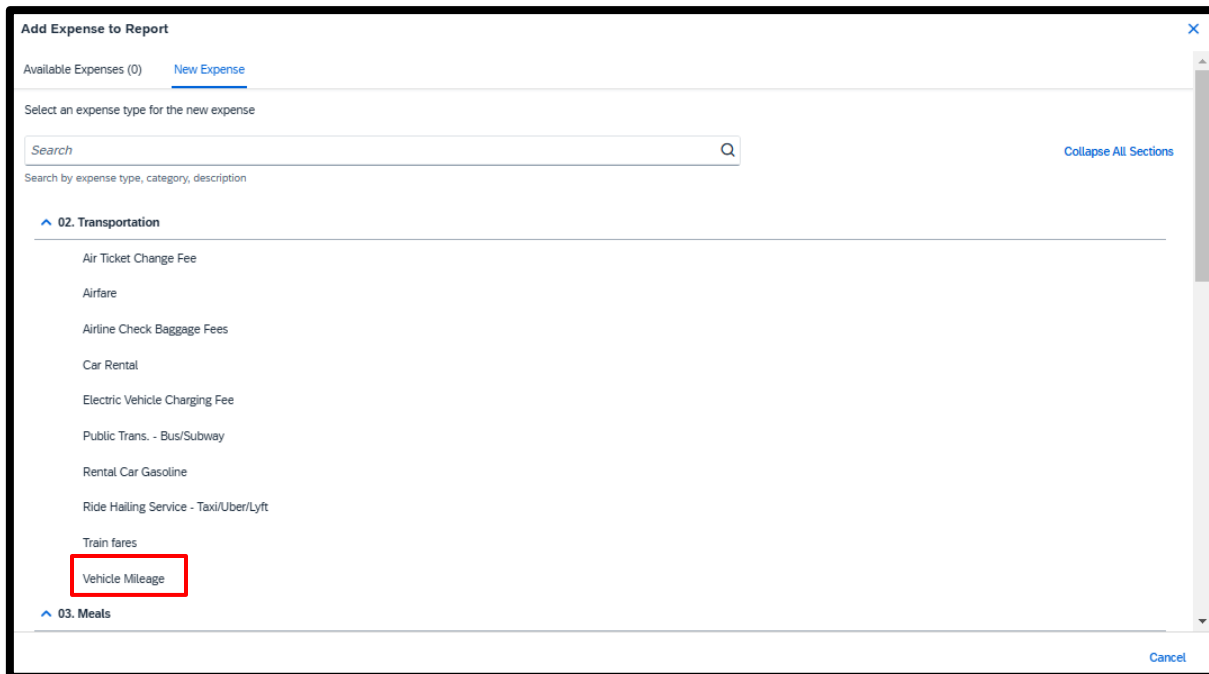 Add Expense to Report
Available Expenses (0) New Expense
Select an expense type for the new expense
Search
Collapse All Sections
Search by expense type, category, description
02. Transportation
Air Ticket Change Fee
Airfare
Airline Check Baggage Fees
Car Rental
Electric Vehicle Charging Fee
Public Trans. - Bus/Subway
Rental Car Gasoline
Ride Hailing Service - Taxi/Uber/Lyft
Train fares
Vehicle Mileage
03. Meals
Cancel